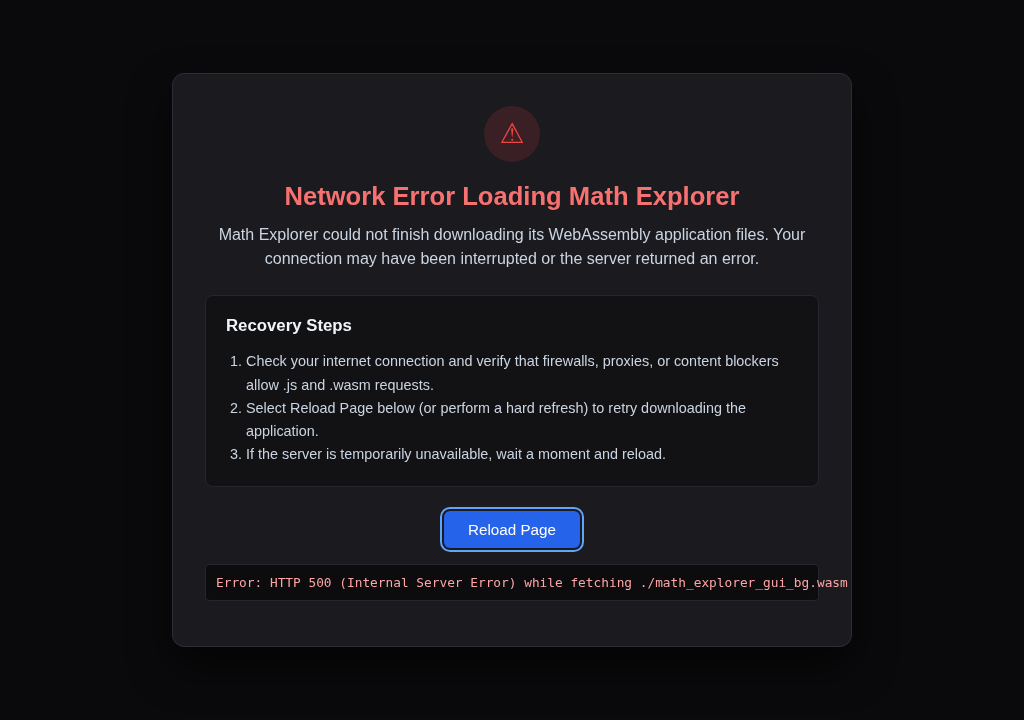 Network Error Loading Math Explorer
Math Explorer could not finish downloading its WebAssembly application files. Your
connection may have been interrupted or the server returned an error.
Recovery Steps
1. Check your internet connection and verify that firewalls, proxies, or content blockers
allow .js and .wasm requests.
2. Select Reload Page below (or perform a hard refresh) to retry downloading the
application.
3. If the server is temporarily unavailable, wait a moment and reload.
Reload Page
Error: HTTP 500 (Internal Server Error) while fetching ./math_explorer_gui_bg.wasm